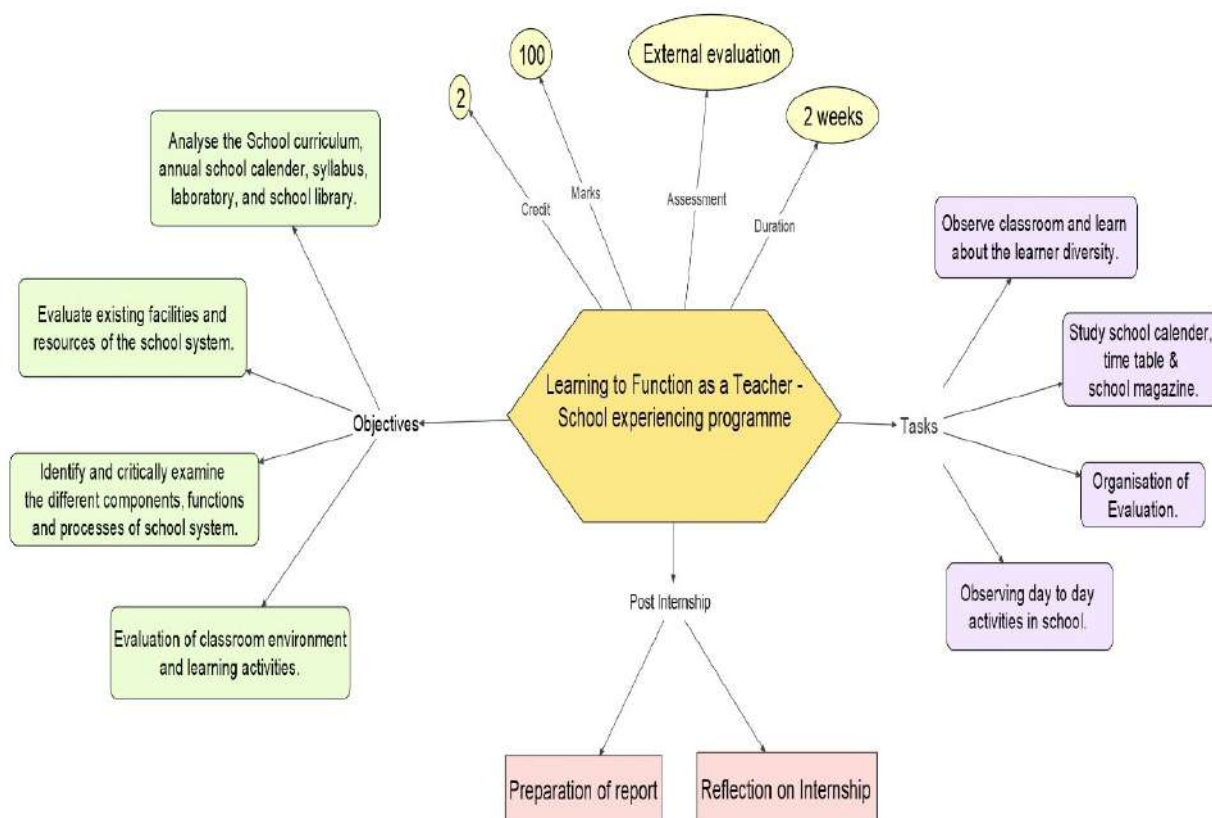 2
100
External evaluation
2 weeks
Credit
Marks
Assessment
Duration
Analyse the School curriculum,
annual school calender, syllabus,
laboratory, and school library.
Evaluate existing facilities and
resources of the school system.
Objectives
Identify and critically examine
the different components, functions
and processes of school system.
Evaluation of classroom environment
and learning activities.
Learning to Function as a Teacher -
School experiencing programme
Tasks
Observe classroom and learn
about the learner diversity.
Study school calender,
time table &
school magazine.
Organisation of
Evaluation.
Observing day to day
activities in school.
Post Internship
Preparation of report
Reflection on Internship